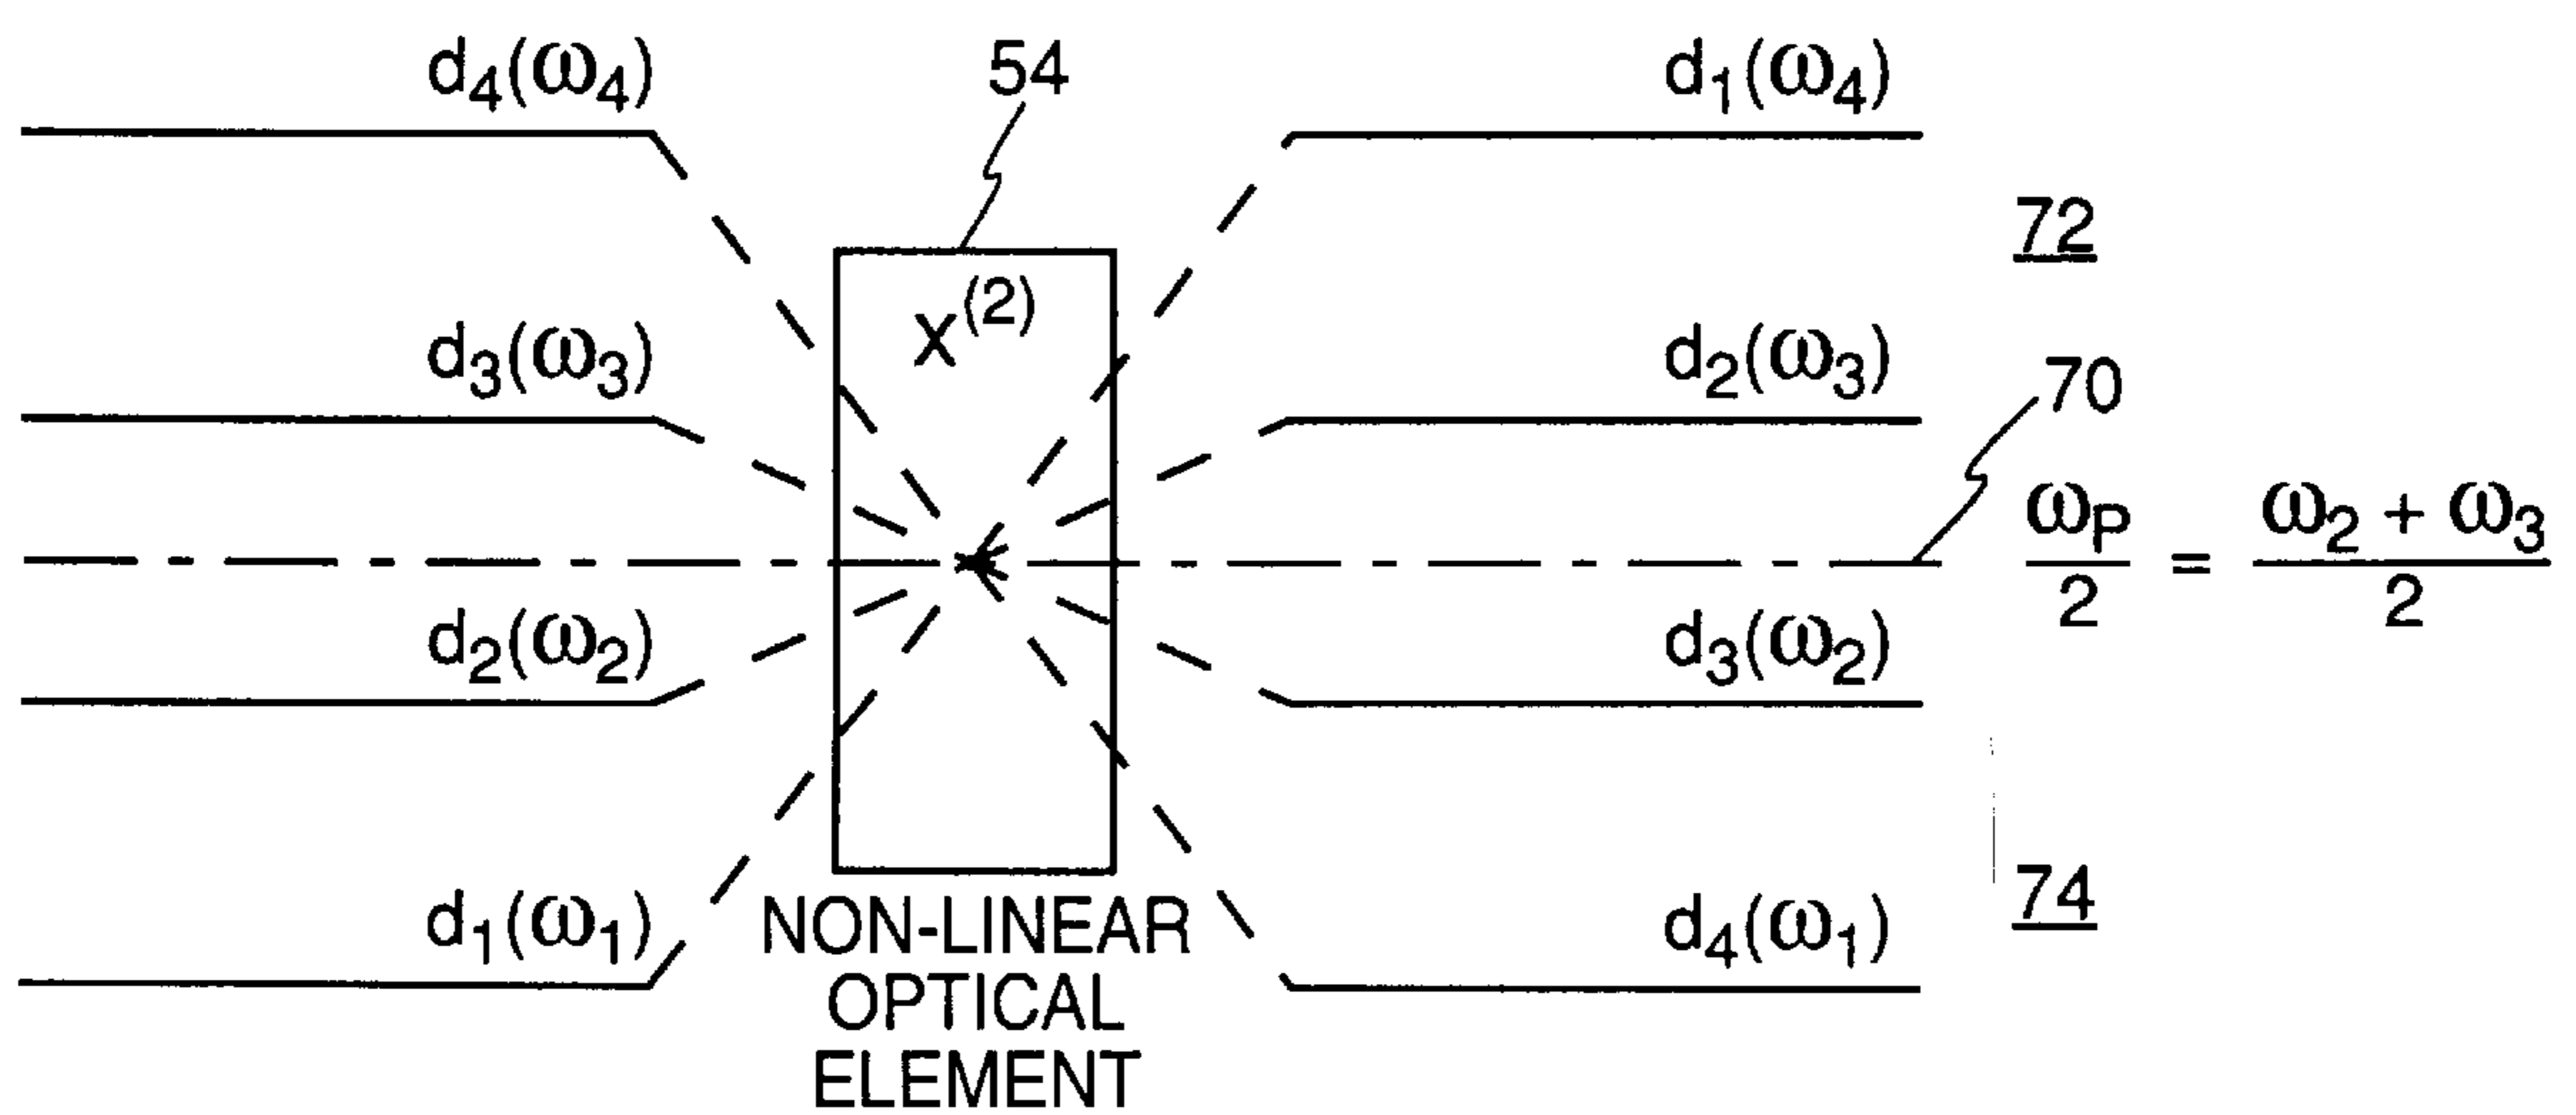 d₄(ω₄)
54
d₁(ω₄)
72
X⁽²⁾
d₃(ω₃)
d₂(ω₃)
70
ω_P/2 = (ω₂ + ω₃)/2
d₂(ω₂)
d₃(ω₂)
74
d₁(ω₁)
NON-LINEAR
OPTICAL
ELEMENT
d₄(ω₁)